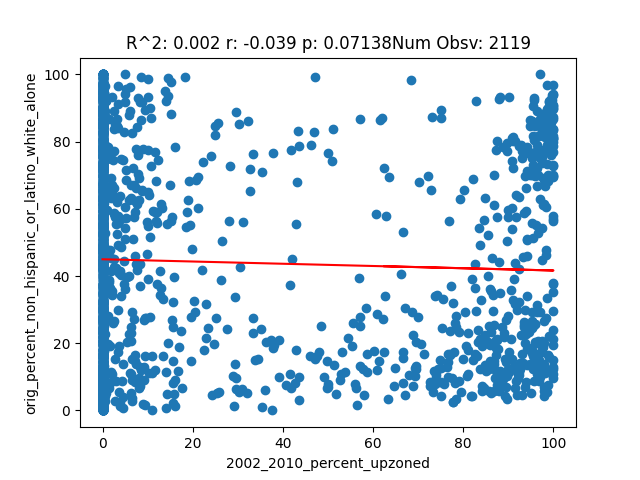 R^2: 0.002 r: -0.039 p: 0.07138Num Obsv: 2119
orig_percent_non_hispanic_or_latino_white_alone
100
80
60
40
20
0
0 20 40 60 80 100
2002_2010_percent_upzoned